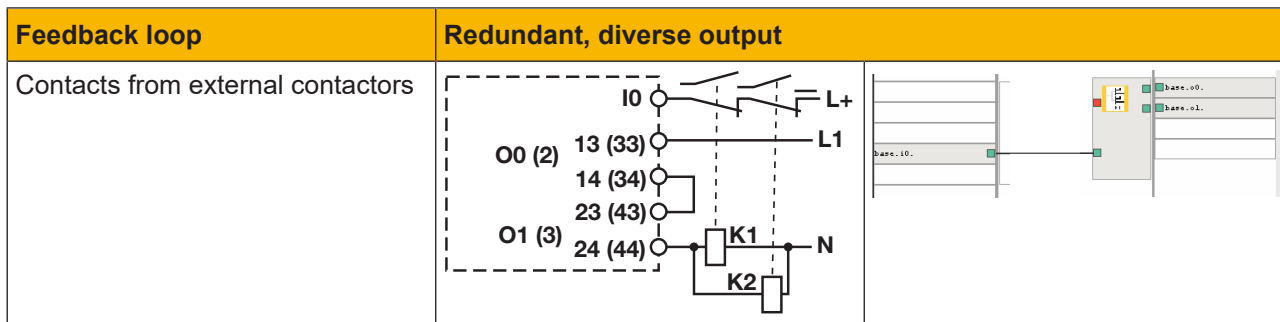 Feedback loop
Redundant, diverse output
Contacts from external contactors
I0
L+
O0 (2)
13 (33)
L1
14 (34)
23 (43)
O1 (3)
24 (44)
K1
N
K2
base.i0.
base.o0.
base.o1.